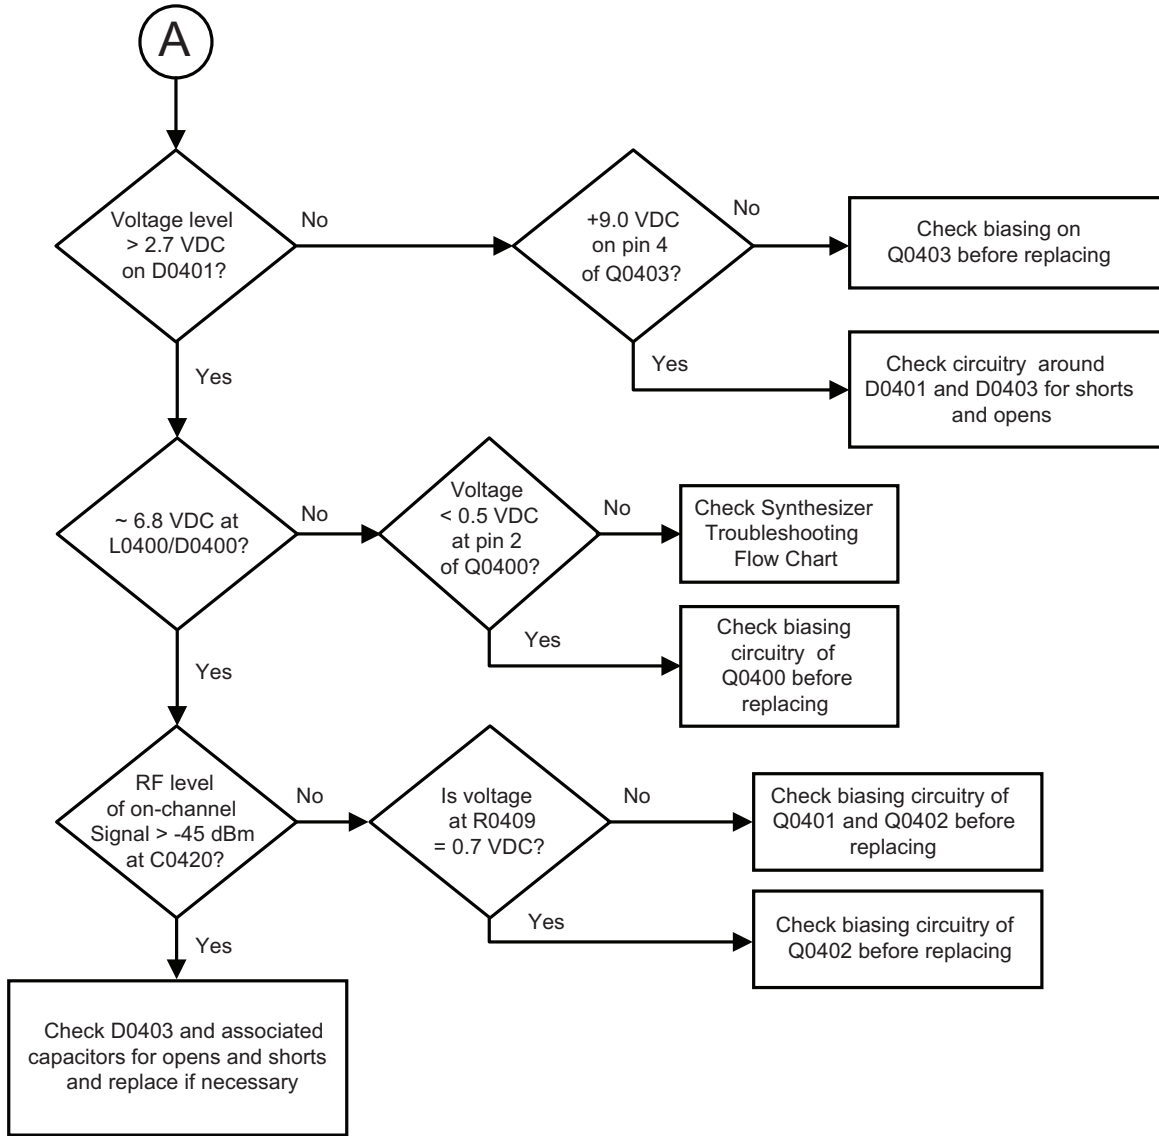 A
Voltage level
> 2.7 VDC
on D0401?
No
+9.0 VDC
on pin 4
of Q0403?
No
Check biasing on
Q0403 before replacing
Yes
Check circuitry around
D0401 and D0403 for shorts
and opens
Yes
~ 6.8 VDC at
L0400/D0400?
No
Voltage
< 0.5 VDC
at pin 2
of Q0400?
No
Check Synthesizer
Troubleshooting
Flow Chart
Yes
Check biasing
circuitry of
Q0400 before
replacing
Yes
RF level
of on-channel
Signal > -45 dBm
at C0420?
No
Is voltage
at R0409
= 0.7 VDC?
No
Check biasing circuitry of
Q0401 and Q0402 before
replacing
Yes
Check biasing circuitry of
Q0402 before replacing
Yes
Check D0403 and associated
capacitors for opens and shorts
and replace if necessary